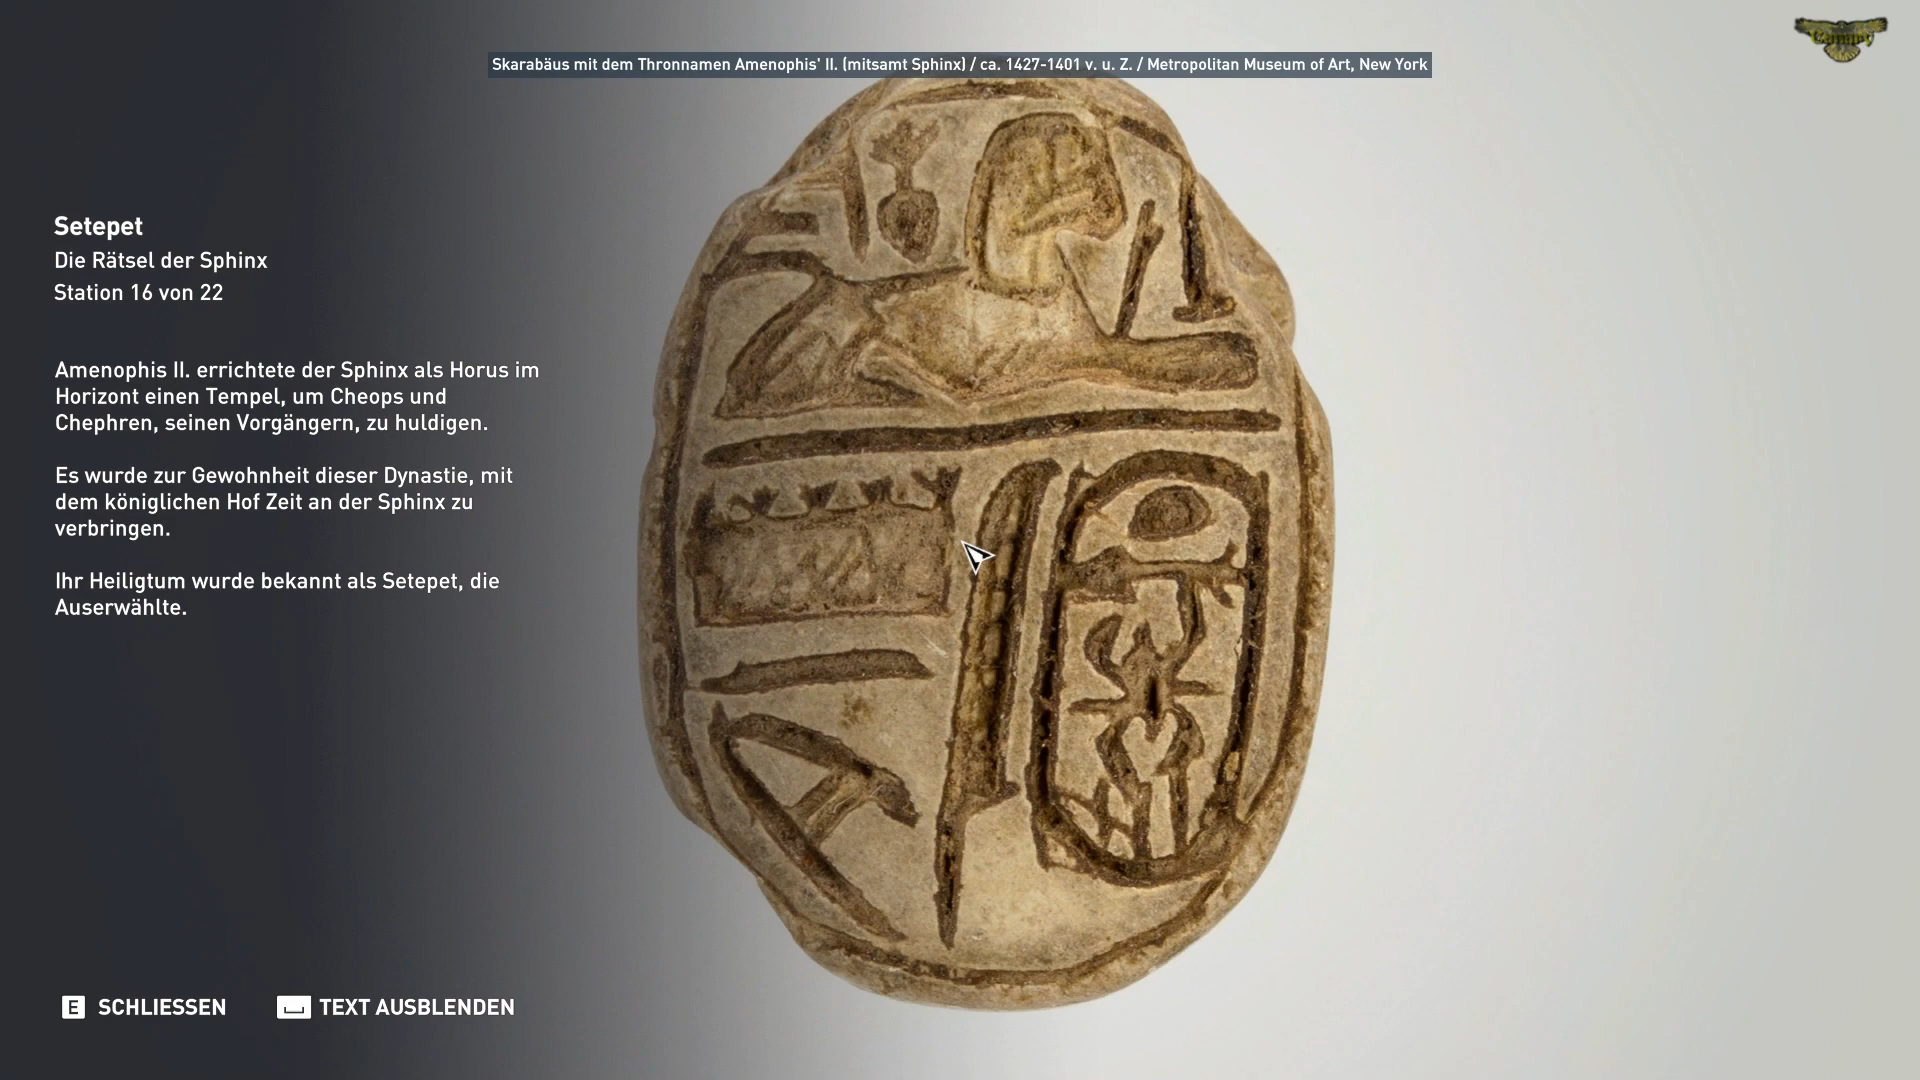 Skarabäus mit dem Thronnamen Amenophis' II. (mitsamt Sphinx) / ca. 1427-1401 v. u. Z. / Metropolitan Museum of Art, New York
Setepet
Die Rätsel der Sphinx
Station 16 von 22
Amenophis II. errichtete der Sphinx als Horus im
Horizont einen Tempel, um Cheops und
Chephren, seinen Vorgängern, zu huldigen.
Es wurde zur Gewohnheit dieser Dynastie, mit
dem königlichen Hof Zeit an der Sphinx zu
verbringen.
Ihr Heiligtum wurde bekannt als Setepet, die
Auserwählte.
E SCHLIESSEN
TEXT AUSBLENDEN